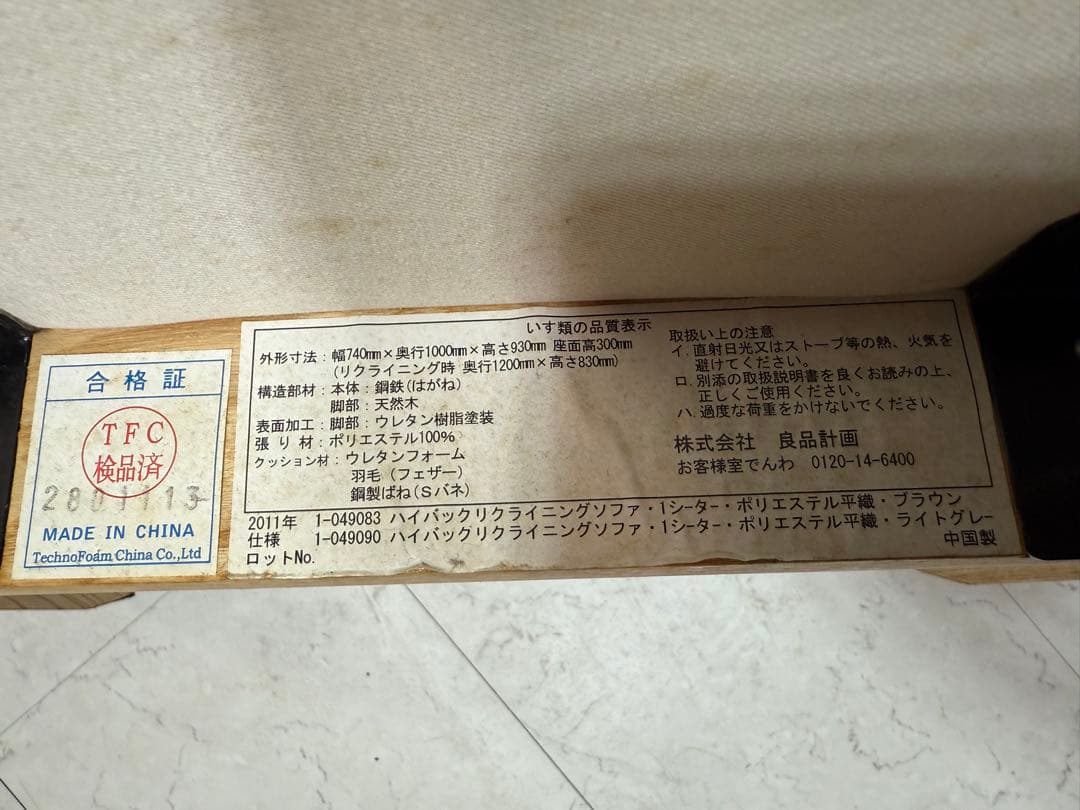 合格証
TFC
検品済
2801113
MADE IN CHINA
TechnoFoam China Co.,Ltd
いす類の品質表示
外形寸法：幅740mm×奥行1000mm×高さ930mm 座面高300mm
(リクライニング時 奥行1200mm×高さ830mm)
構造部材：本体：鋼鉄(はがね)
脚部：天然木
表面加工：脚部：ウレタン樹脂塗装
張り材：ポリエステル100%
クッション材：ウレタンフォーム
羽毛（フェザー）
鋼製ばね(Sバネ)
取扱い上の注意
イ. 直射日光又はストーブ等の熱、火気を
避けてください。
ロ. 別添の取扱説明書を良くお読みの上、
正しくご使用ください。
ハ. 過度な荷重をかけないでください。
株式会社 良品計画
お客様室でんわ 0120-14-6400
2011年 1-049083 ハイバックリクライニングソファ・1シーター・ポリエステル平織・ブラウン
仕様 1-049090 ハイバックリクライニングソファ・1シーター・ポリエステル平織・ライトグレー
ロットNo.
中国製